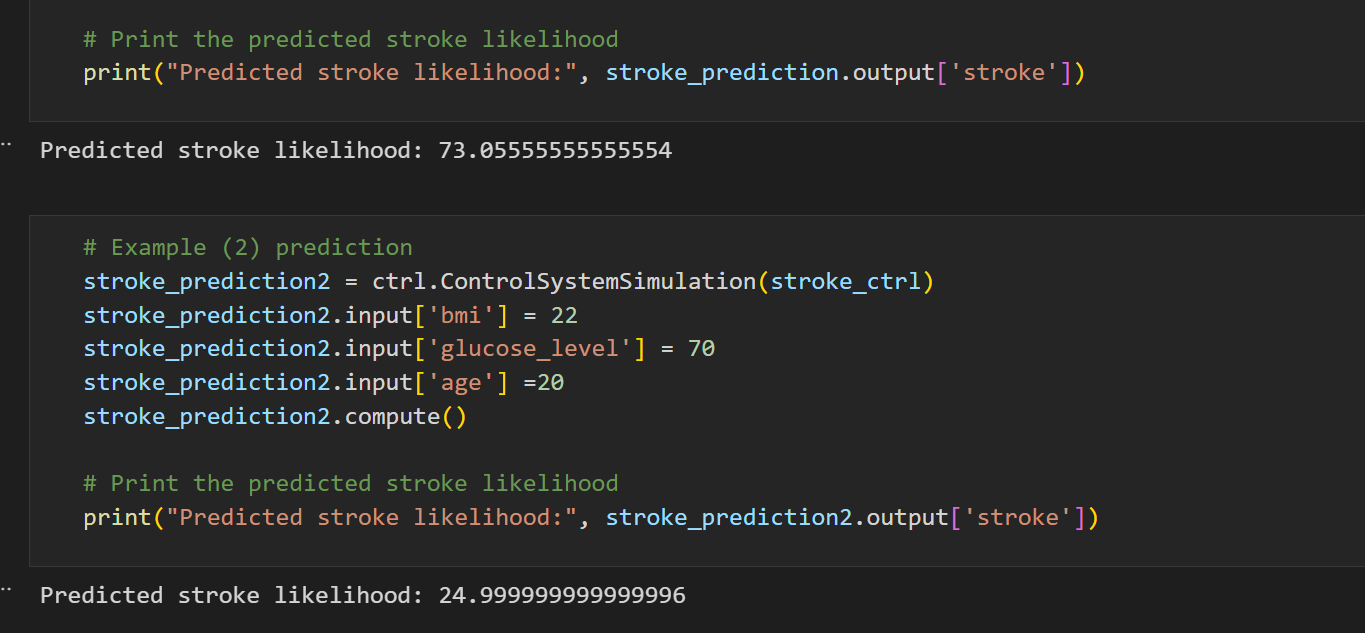 # Print the predicted stroke likelihood
print("Predicted stroke likelihood:", stroke_prediction.output['stroke'])
Predicted stroke likelihood: 73.05555555555554
# Example (2) prediction
stroke_prediction2 = ctrl.ControlSystemSimulation(stroke_ctrl)
stroke_prediction2.input['bmi'] = 22
stroke_prediction2.input['glucose_level'] = 70
stroke_prediction2.input['age'] =20
stroke_prediction2.compute()
# Print the predicted stroke likelihood
print("Predicted stroke likelihood:", stroke_prediction2.output['stroke'])
Predicted stroke likelihood: 24.999999999999996